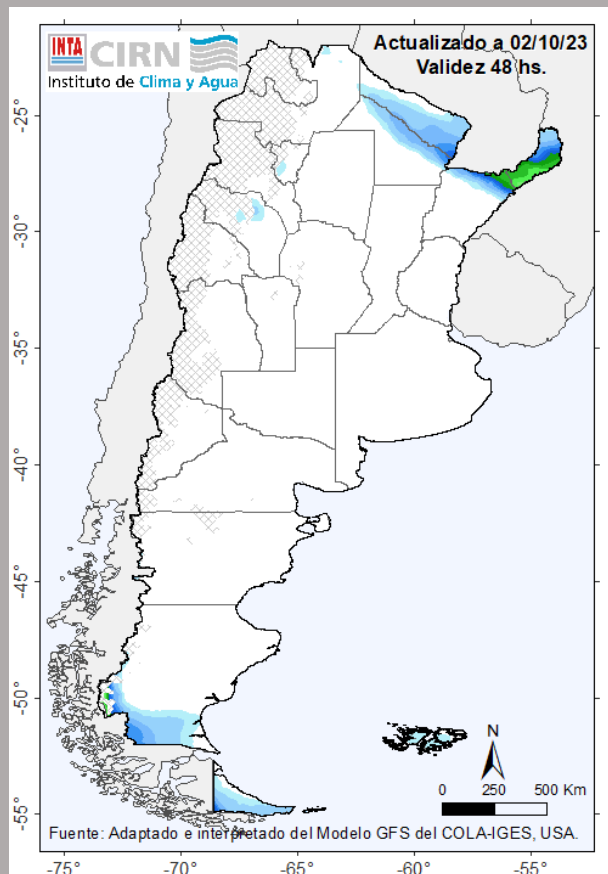 INTA CIRN
Instituto de Clima y Agua
Actualizado a 02/10/23
Validez 48 hs.
-25°
-30°
-35°
-40°
-45°
-50°
-55°
N
0 250 500 Km
Fuente: Adaptado e interpretado del Modelo GFS del COLA-IGES, USA.
-75° -70° -65° -60° -55°